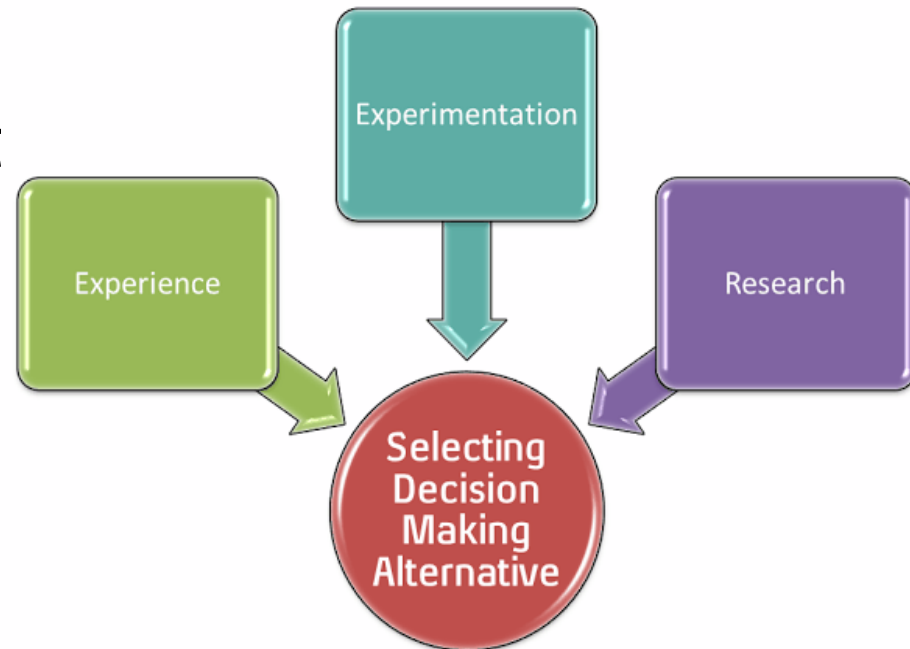 Experimentation
Experience
Research
Selecting
Decision
Making
Alternative